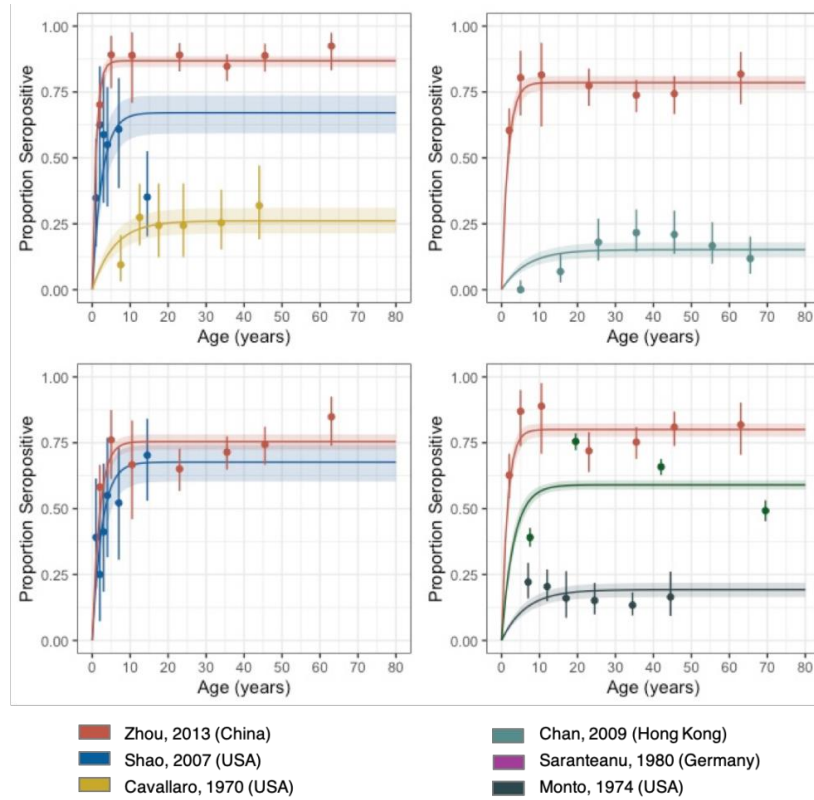 Proportion Seropositive
1.00
0.75
0.50
0.25
0.00
0 10 20 30 40 50 60 70 80
Age (years)
Proportion Seropositive
1.00
0.75
0.50
0.25
0.00
0 10 20 30 40 50 60 70 80
Age (years)
Proportion Seropositive
1.00
0.75
0.50
0.25
0.00
0 10 20 30 40 50 60 70 80
Age (years)
Proportion Seropositive
1.00
0.75
0.50
0.25
0.00
0 10 20 30 40 50 60 70 80
Age (years)
Zhou, 2013 (China)
Shao, 2007 (USA)
Cavallaro, 1970 (USA)
Chan, 2009 (Hong Kong)
Saranteanu, 1980 (Germany)
Monto, 1974 (USA)